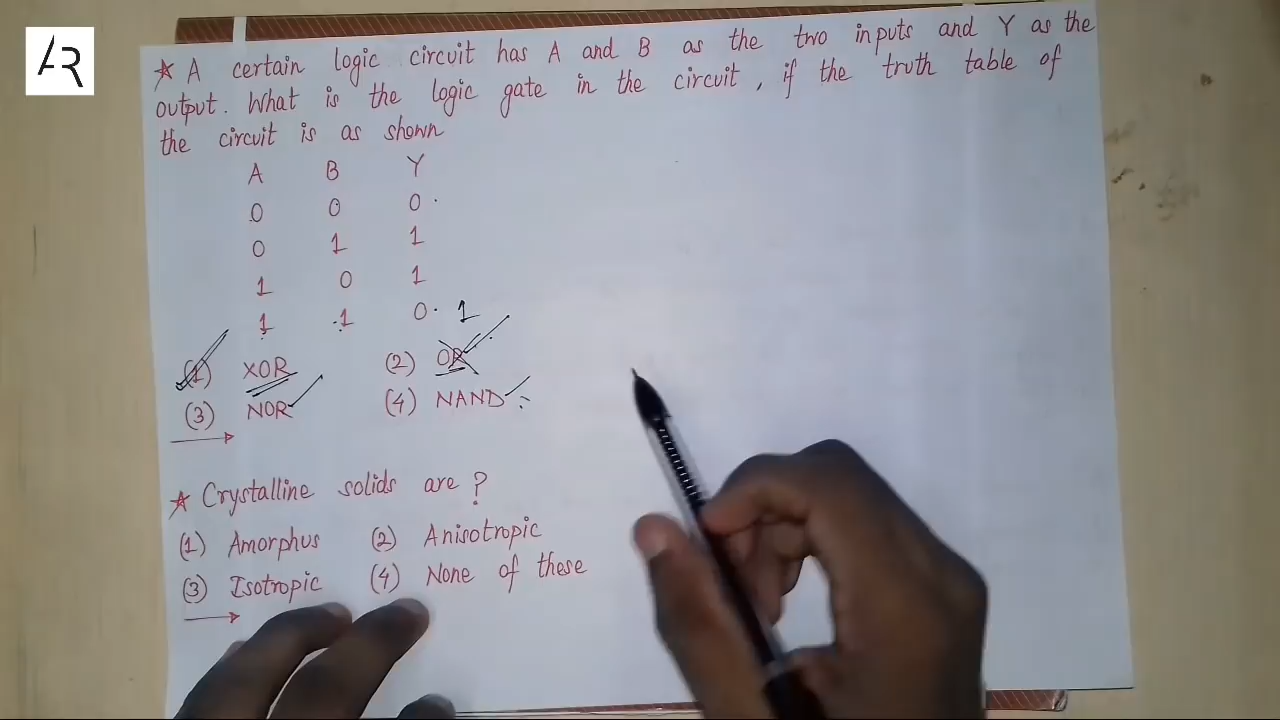 AR
☆ A certain logic circuit has A and B as the two inputs and Y as the
output. What is the logic gate in the circuit, if the truth table of
the circuit is as shown
A B Y
0 0 0
0 1 1
1 0 1
1 1 0 1
(1) XOR (2) OR
(3) NOR (4) NAND
☆ Crystalline solids are ?
(1) Amorphus (2) Anisotropic
(3) Isotropic (4) None of these